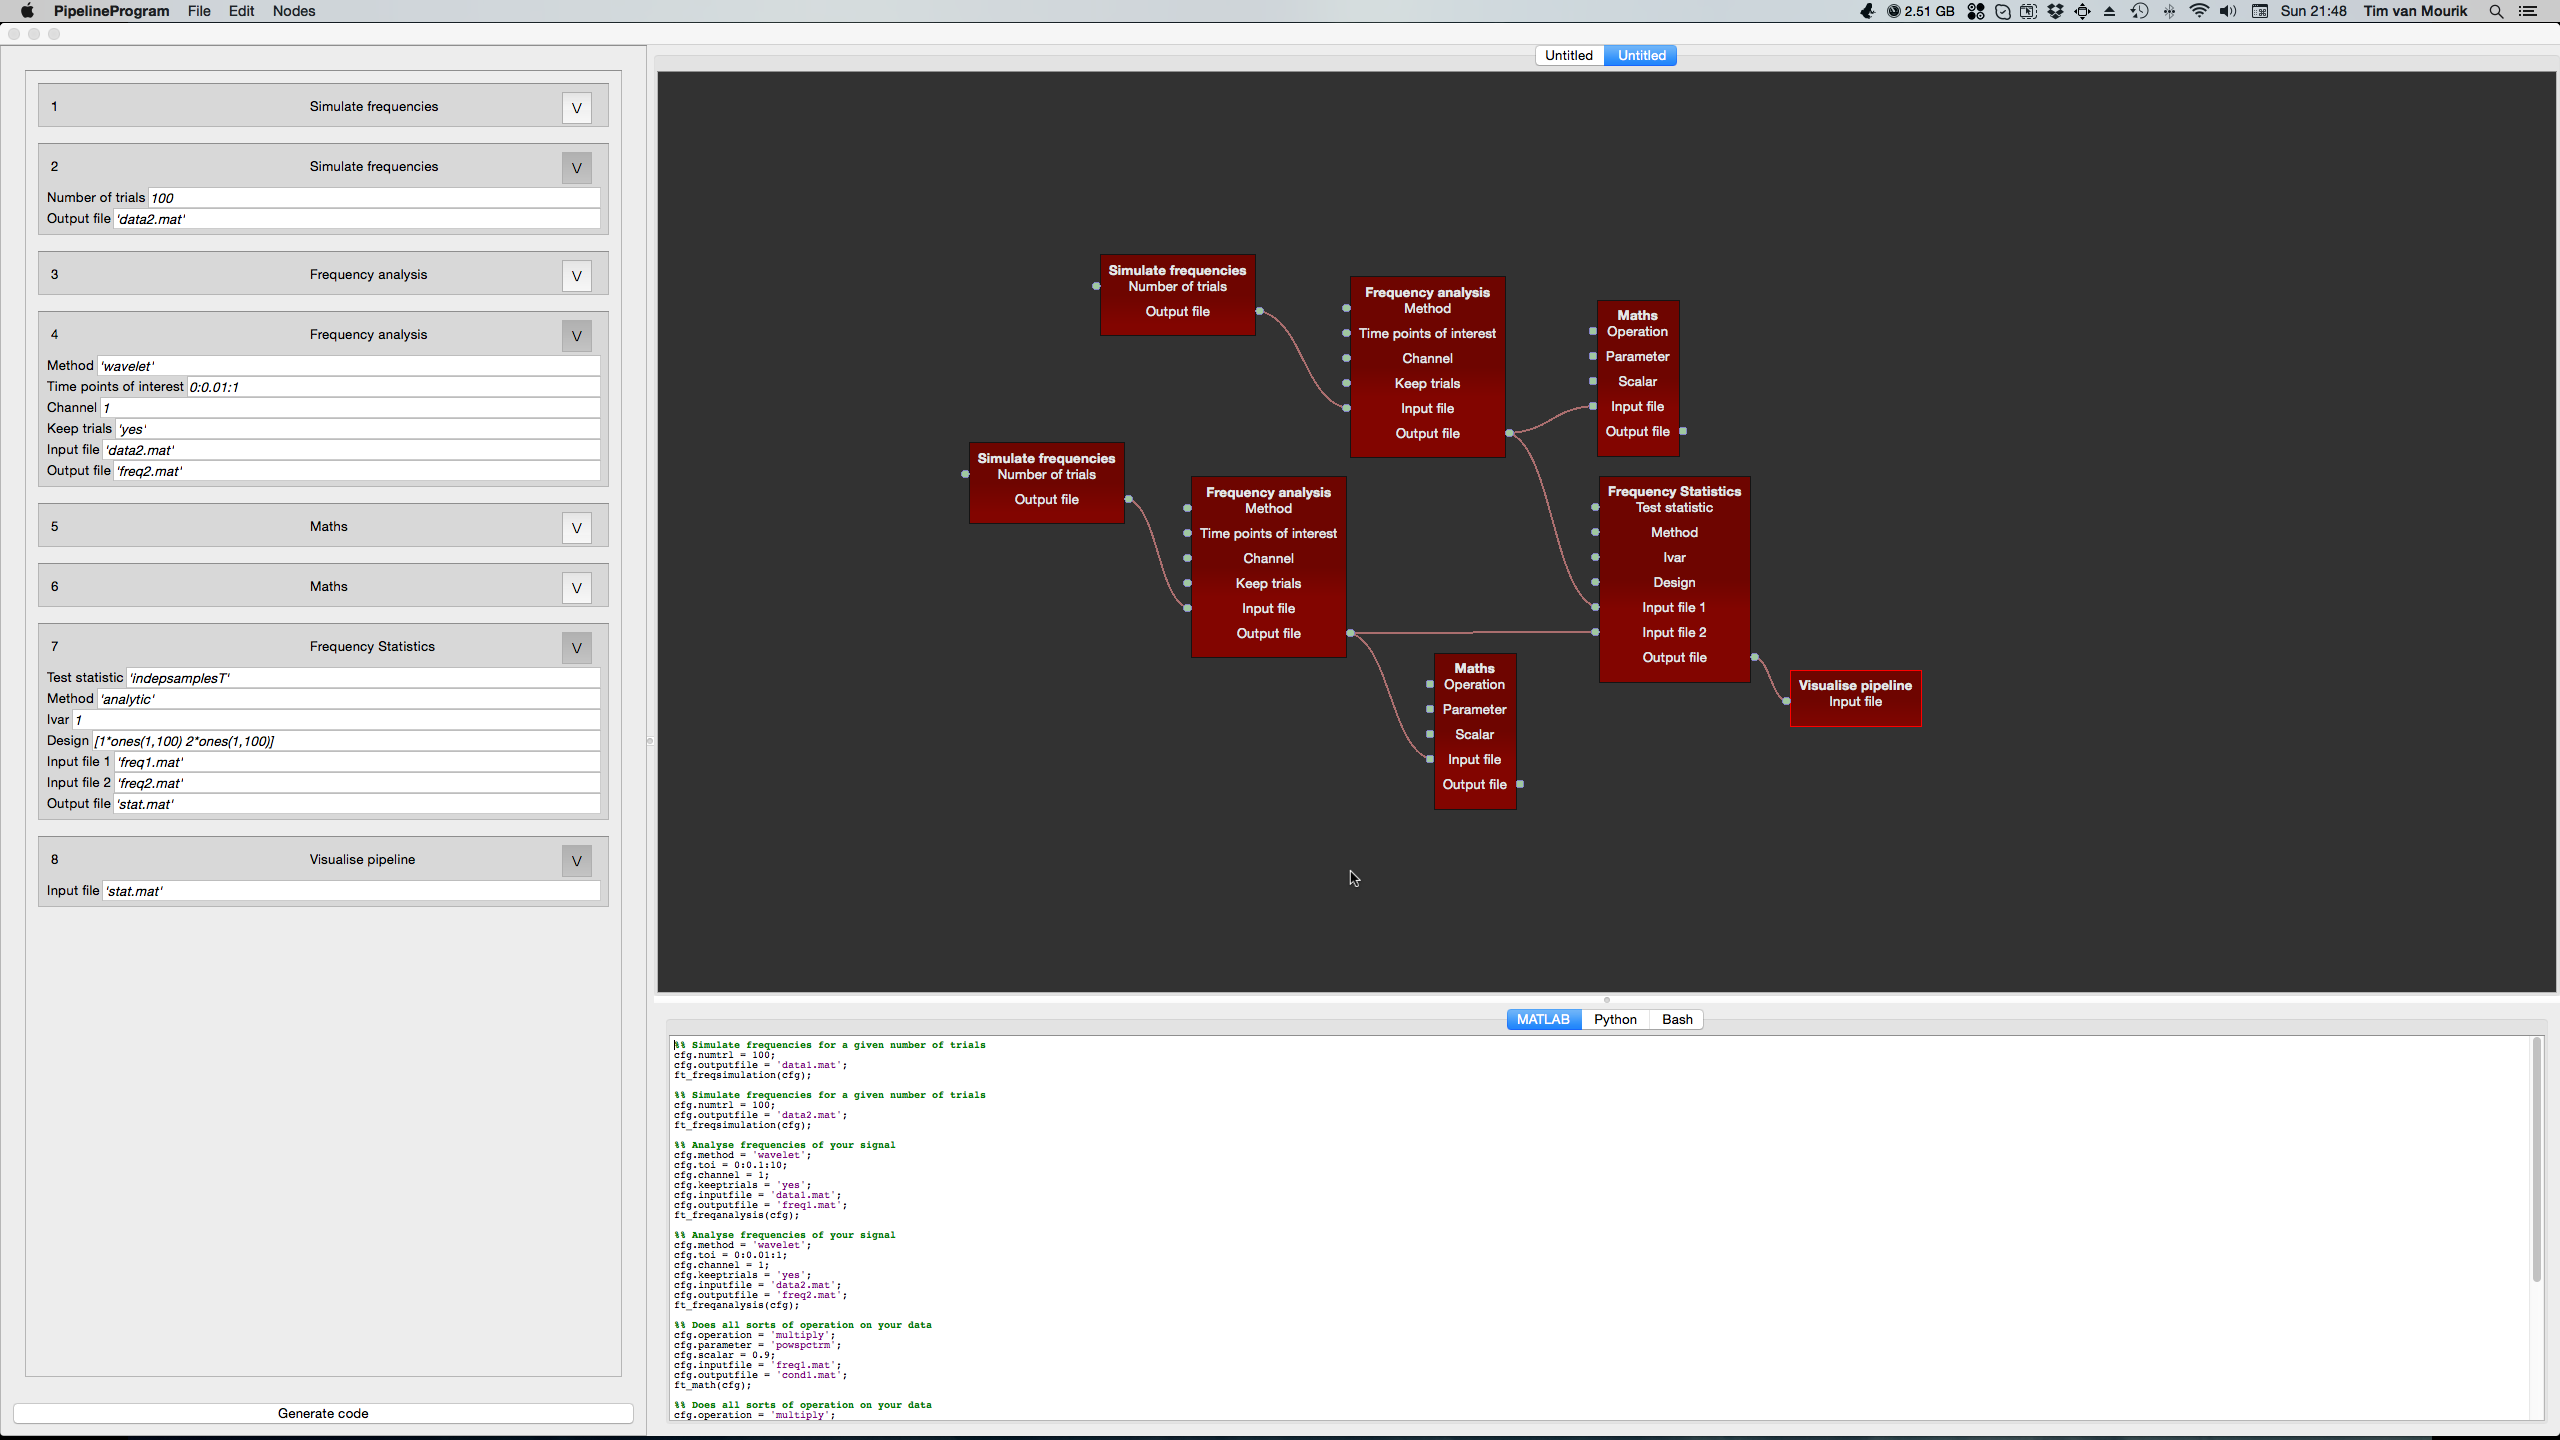 PipelineProgram File Edit Nodes 2.51 GB Sun 21:48 Tim van Mourik
1 Simulate frequencies V
2 Simulate frequencies V
Number of trials 100
Output file 'data2.mat'
3 Frequency analysis V
4 Frequency analysis V
Method 'wavelet'
Time points of interest 0:0.01:1
Channel 1
Keep trials 'yes'
Input file 'data2.mat'
Output file 'freq2.mat'
5 Maths V
6 Maths V
7 Frequency Statistics V
Test statistic 'indepsamplesT'
Method 'analytic'
Ivar 1
Design [1*ones(1,100) 2*ones(1,100)]
Input file 1 'freq1.mat'
Input file 2 'freq2.mat'
Output file 'stat.mat'
8 Visualise pipeline V
Input file 'stat.mat'
Generate code
Untitled Untitled
Simulate frequencies
Number of trials
Output file
Frequency analysis
Method
Time points of interest
Channel
Keep trials
Input file
Output file
Maths
Operation
Parameter
Scalar
Input file
Output file
Simulate frequencies
Number of trials
Output file
Frequency analysis
Method
Time points of interest
Channel
Keep trials
Input file
Output file
Frequency Statistics
Test statistic
Method
Ivar
Design
Input file 1
Input file 2
Output file
Maths
Operation
Parameter
Scalar
Input file
Output file
Visualise pipeline
Input file
MATLAB Python Bash
%% Simulate frequencies for a given number of trials
cfg.numtrl = 100;
cfg.outputfile = 'data1.mat';
ft_freqsimulation(cfg);
%% Simulate frequencies for a given number of trials
cfg.numtrl = 100;
cfg.outputfile = 'data2.mat';
ft_freqsimulation(cfg);
%% Analyse frequencies of your signal
cfg.method = 'wavelet';
cfg.toi = 0:0.1:10;
cfg.channel = 1;
cfg.keeptrials = 'yes';
cfg.inputfile = 'data1.mat';
cfg.outputfile = 'freq1.mat';
ft_freqanalysis(cfg);
%% Analyse frequencies of your signal
cfg.method = 'wavelet';
cfg.toi = 0:0.01:1;
cfg.channel = 1;
cfg.keeptrials = 'yes';
cfg.inputfile = 'data2.mat';
cfg.outputfile = 'freq2.mat';
ft_freqanalysis(cfg);
%% Does all sorts of operation on your data
cfg.operation = 'multiply';
cfg.parameter = 'powspctrm';
cfg.scalar = 0.9;
cfg.inputfile = 'freq1.mat';
cfg.outputfile = 'cond1.mat';
ft_math(cfg);
%% Does all sorts of operation on your data
cfg.operation = 'multiply';